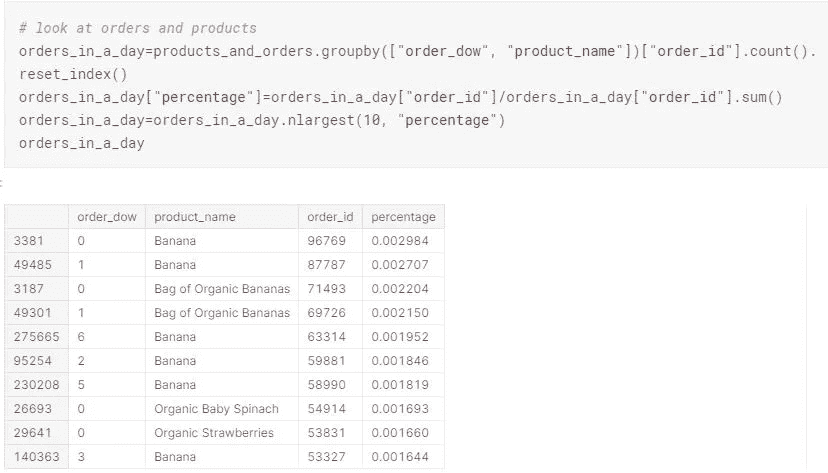 # look at orders and products
orders_in_a_day=products_and_orders.groupby(["order_dow", "product_name"])["order_id"].count().
reset_index()
orders_in_a_day["percentage"]=orders_in_a_day["order_id"]/orders_in_a_day["order_id"].sum()
orders_in_a_day=orders_in_a_day.nlargest(10, "percentage")
orders_in_a_day
:
order_dow product_name order_id percentage
3381 0 Banana 96769 0.002984
49485 1 Banana 87787 0.002707
3187 0 Bag of Organic Bananas 71493 0.002204
49301 1 Bag of Organic Bananas 69726 0.002150
275665 6 Banana 63314 0.001952
95254 2 Banana 59881 0.001846
230208 5 Banana 58990 0.001819
26693 0 Organic Baby Spinach 54914 0.001693
29641 0 Organic Strawberries 53831 0.001660
140363 3 Banana 53327 0.001644